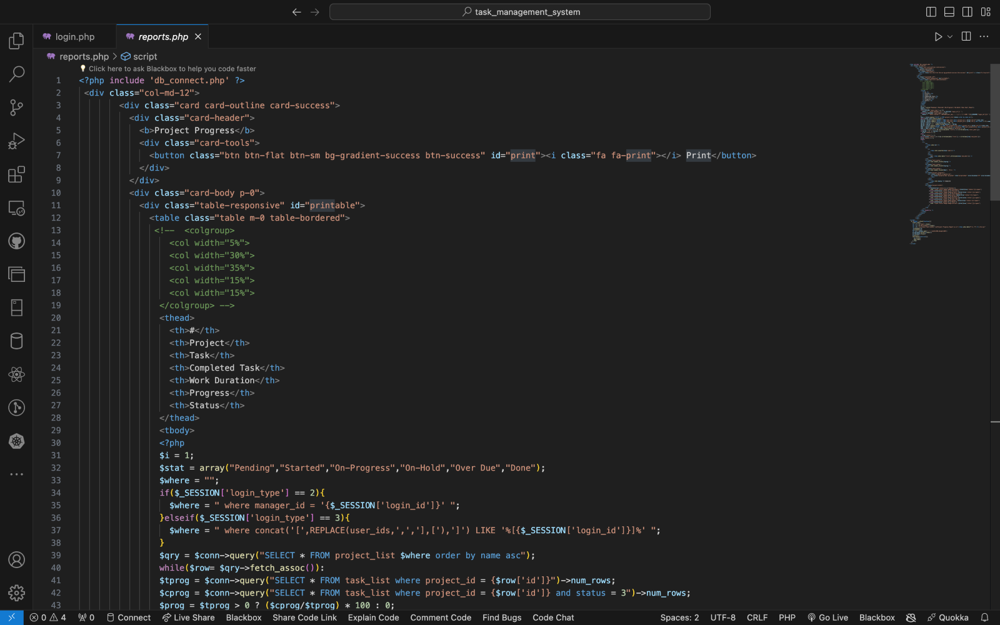 task_management_system
login.php
reports.php
reports.php > script
Click here to ask Blackbox to help you code faster
1 <?php include 'db_connect.php' ?>
2 <div class="col-md-12">
3 <div class="card card-outline card-success">
4 <div class="card-header">
5 <b>Project Progress</b>
6 <div class="card-tools">
7 <button class="btn btn-flat btn-sm bg-gradient-success btn-success" id="print"><i class="fa fa-print"></i> Print</button>
8 </div>
9 </div>
10 <div class="card-body p-0">
11 <div class="table-responsive" id="printable">
12 <table class="table m-0 table-bordered">
13 <!--  <colgroup>
14 <col width="5%">
15 <col width="30%">
16 <col width="35%">
17 <col width="15%">
18 <col width="15%">
19 </colgroup> -->
20 <thead>
21 <th>#</th>
22 <th>Project</th>
23 <th>Task</th>
24 <th>Completed Task</th>
25 <th>Work Duration</th>
26 <th>Progress</th>
27 <th>Status</th>
28 </thead>
29 <tbody>
30 <?php
31 $i = 1;
32 $stat = array("Pending","Started","On-Progress","On-Hold","Over Due","Done");
33 $where = "";
34 if($_SESSION['login_type'] == 2){
35 $where = " where manager_id = '{$_SESSION['login_id']}' ";
36 }elseif($_SESSION['login_type'] == 3){
37 $where = " where concat('[',REPLACE(user_ids,',','],['),']') LIKE '%[{$_SESSION['login_id']}]%' ";
38 }
39 $qry = $conn->query("SELECT * FROM project_list $where order by name asc");
40 while($row= $qry->fetch_assoc()):
41 $tprog = $conn->query("SELECT * FROM task_list where project_id = {$row['id']}")->num_rows;
42 $cprog = $conn->query("SELECT * FROM task_list where project_id = {$row['id']} and status = 3")->num_rows;
43 $prog = $tprog > 0 ? ($cprog/$tprog) * 100 : 0;
0 4 0 Connect Live Share Blackbox Share Code Link Explain Code Comment Code Find Bugs Code Chat Spaces: 2 UTF-8 CRLF PHP Go Live Blackbox Quokka